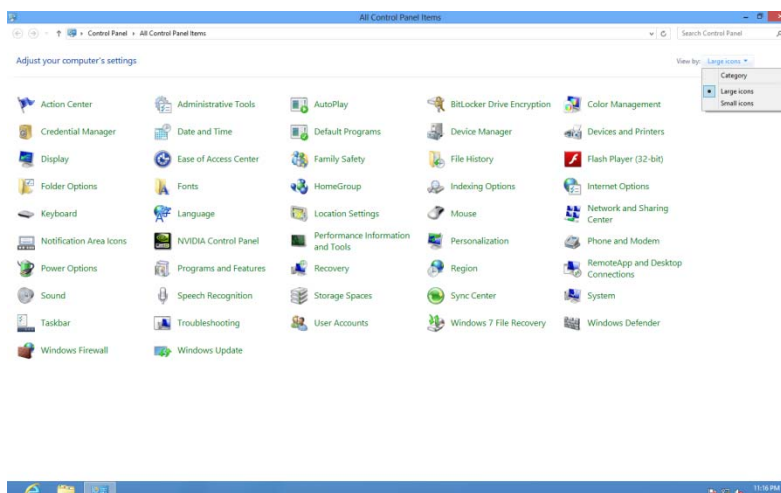 All Control Panel Items
Control Panel
All Control Panel Items
Search Control Panel
Adjust your computer's settings
View by:
Large icons
Category
Large icons
Small icons
Action Center
Administrative Tools
AutoPlay
BitLocker Drive Encryption
Color Management
Credential Manager
Date and Time
Default Programs
Device Manager
Devices and Printers
Display
Ease of Access Center
Family Safety
File History
Flash Player (32-bit)
Folder Options
Fonts
HomeGroup
Indexing Options
Internet Options
Keyboard
Language
Location Settings
Mouse
Network and Sharing
Center
Notification Area Icons
NVIDIA Control Panel
Performance Information
and Tools
Personalization
Phone and Modem
Power Options
Programs and Features
Recovery
Region
RemoteApp and Desktop
Connections
Sound
Speech Recognition
Storage Spaces
Sync Center
System
Taskbar
Troubleshooting
User Accounts
Windows 7 File Recovery
Windows Defender
Windows Firewall
Windows Update
11:16 PM